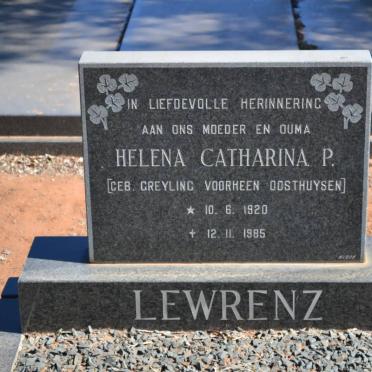 IN LIEFDEVOLLE HERINNERING
AAN ONS MOEDER EN OUMA
HELENA CATHARINA P.
[GEB. GREYLING VOORHEEN OOSTHUYSEN]
★ 10. 6. 1920
✝ 12. 11. 1985
LEWRENZ